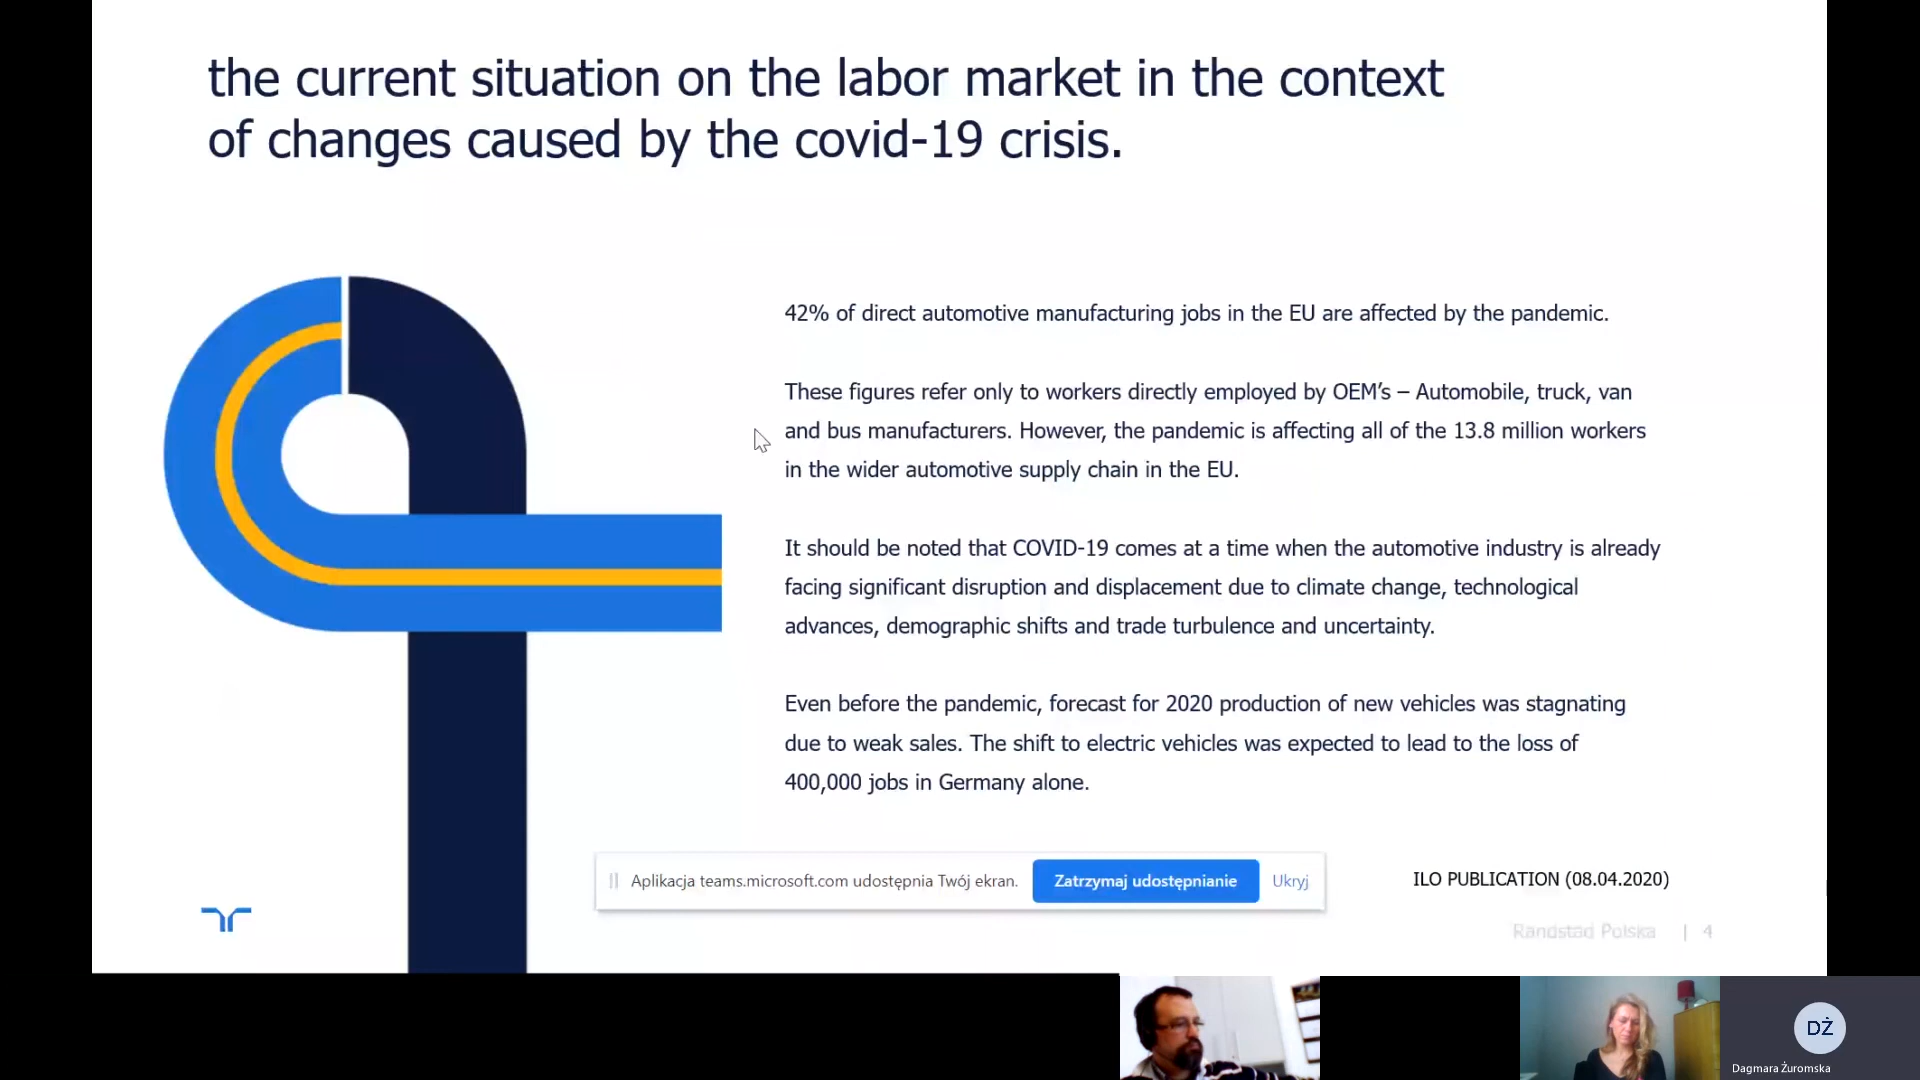 the current situation on the labor market in the context
of changes caused by the covid-19 crisis.
42% of direct automotive manufacturing jobs in the EU are affected by the pandemic.
These figures refer only to workers directly employed by OEM’s – Automobile, truck, van
and bus manufacturers. However, the pandemic is affecting all of the 13.8 million workers
in the wider automotive supply chain in the EU.
It should be noted that COVID-19 comes at a time when the automotive industry is already
facing significant disruption and displacement due to climate change, technological
advances, demographic shifts and trade turbulence and uncertainty.
Even before the pandemic, forecast for 2020 production of new vehicles was stagnating
due to weak sales. The shift to electric vehicles was expected to lead to the loss of
400,000 jobs in Germany alone.
Aplikacja teams.microsoft.com udostępnia Twój ekran. Zatrzymaj udostępnianie Ukryj
ILO PUBLICATION (08.04.2020)
Randstad Polska | 4
DŻ
Dagmara Żuromska